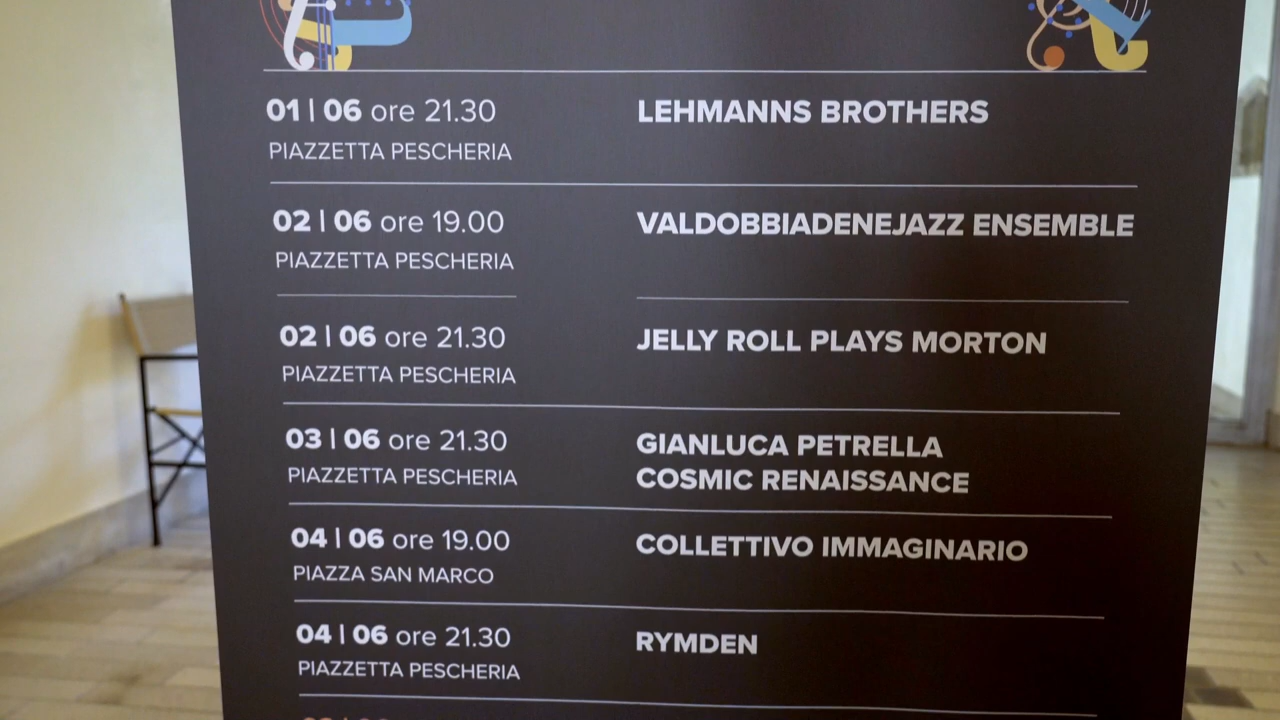 01 | 06 ore 21.30 LEHMANNS BROTHERS
PIAZZETTA PESCHERIA
02 | 06 ore 19.00 VALDOBBIADENEJAZZ ENSEMBLE
PIAZZETTA PESCHERIA
02 | 06 ore 21.30 JELLY ROLL PLAYS MORTON
PIAZZETTA PESCHERIA
03 | 06 ore 21.30 GIANLUCA PETRELLA
PIAZZETTA PESCHERIA COSMIC RENAISSANCE
04 | 06 ore 19.00 COLLETTIVO IMMAGINARIO
PIAZZA SAN MARCO
04 | 06 ore 21.30 RYMDEN
PIAZZETTA PESCHERIA